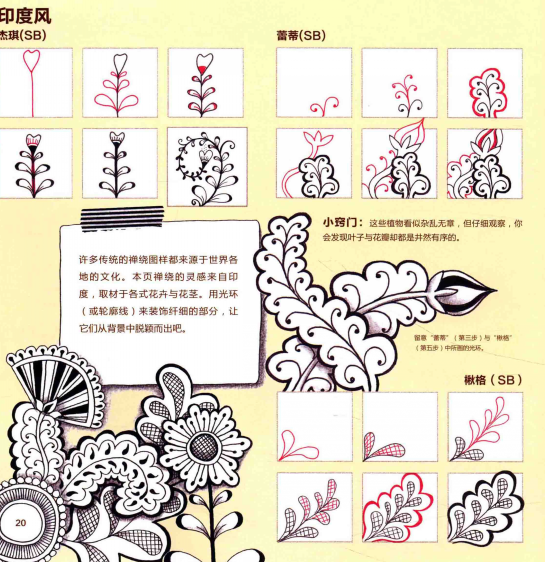 印度风
杰琪(SB)
蕾蒂(SB)
小窍门：这些植物看似杂乱无章，但仔细观察，你
会发现叶子与花瓣却都是井然有序的。
许多传统的禅绕图样都来源于世界各
地的文化。本页禅绕的灵感来自印
度，取材于各式花卉与花茎。用光环
（或轮廓线）来装饰纤细的部分，让
它们从背景中脱颖而出吧。
留意“蕾蒂”（第三步）与“楸格”
（第五步）中所画的光环。
楸格（SB）
20